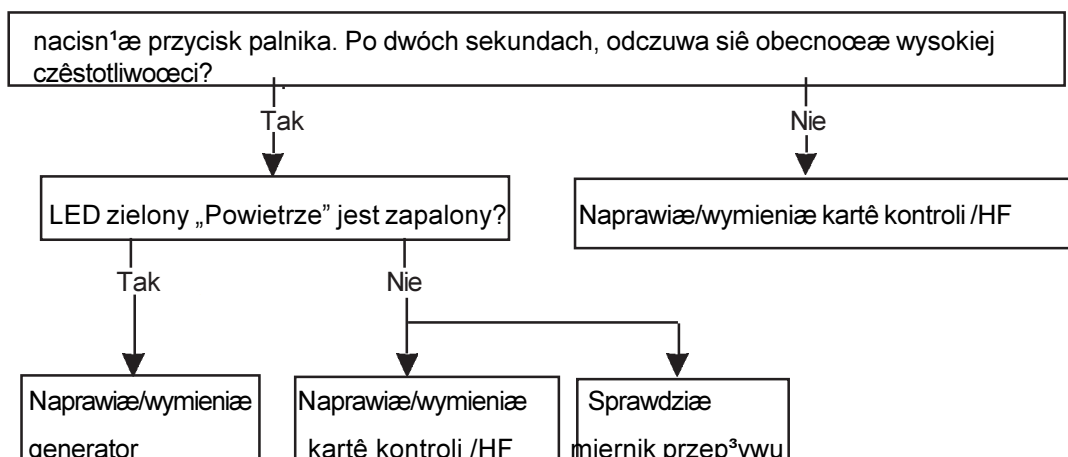 nacisn¹æ przycisk palnika. Po dwóch sekundach, odczuwa siê obecnoœæ wysokiej
czêstotliwoœci?
Tak
Nie
LED zielony „Powietrze” jest zapalony?
Naprawiæ/wymieniæ kartê kontroli /HF
Tak
Nie
Naprawiæ/wymieniæ
generator
Naprawiæ/wymieniæ
kartê kontroli /HF
Sprawdziæ
miernik przep³ywu